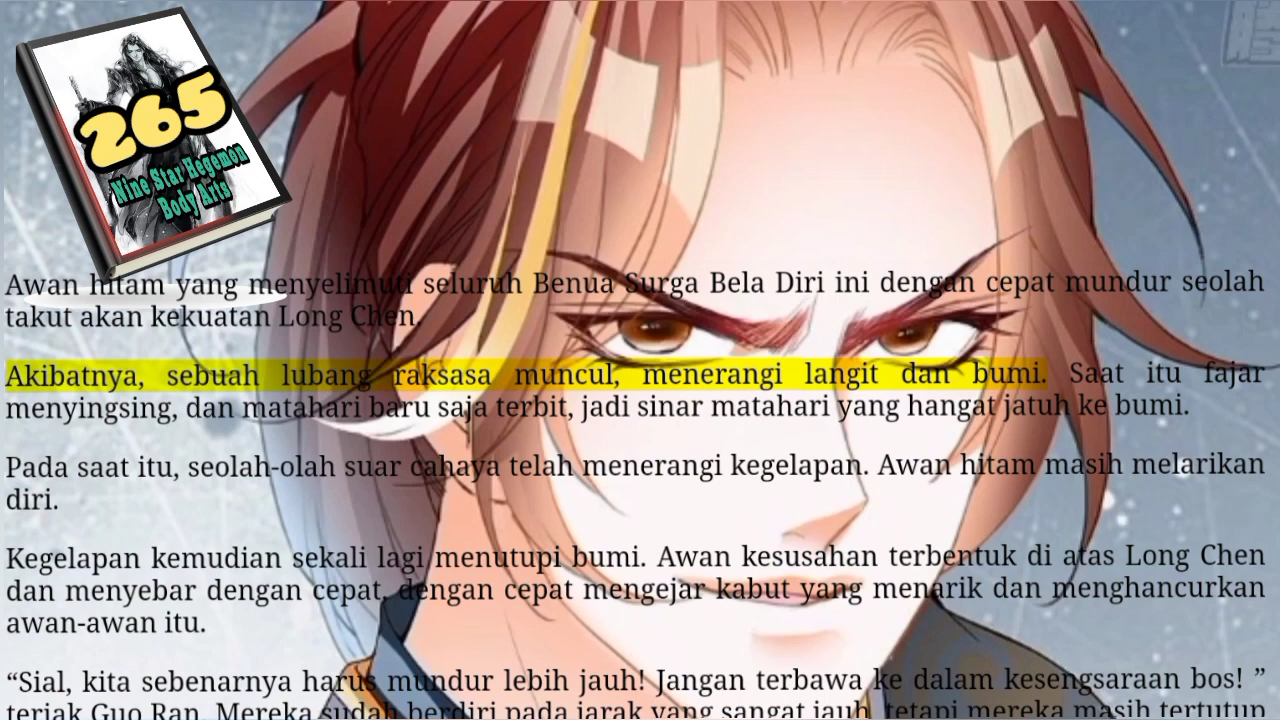 265
Nine Star Hegemon
Body Arts
Awan hitam yang menyelimuti seluruh Benua Surga Bela Diri ini dengan cepat mundur seolah
takut akan kekuatan Long Chen.
Akibatnya, sebuah lubang raksasa muncul, menerangi langit dan bumi. Saat itu fajar
menyingsing, dan matahari baru saja terbit, jadi sinar matahari yang hangat jatuh ke bumi.
Pada saat itu, seolah-olah suar cahaya telah menerangi kegelapan. Awan hitam masih melarikan
diri.
Kegelapan kemudian sekali lagi menutupi bumi. Awan kesusahan terbentuk di atas Long Chen
dan menyebar dengan cepat, dengan cepat mengejar kabut yang menarik dan menghancurkan
awan-awan itu.
“Sial, kita sebenarnya harus mundur lebih jauh! Jangan terbawa ke dalam kesengsaraan bos! ”
teriak Guo Ran. Mereka sudah berdiri pada jarak yang sangat jauh, tetapi mereka masih tertutup